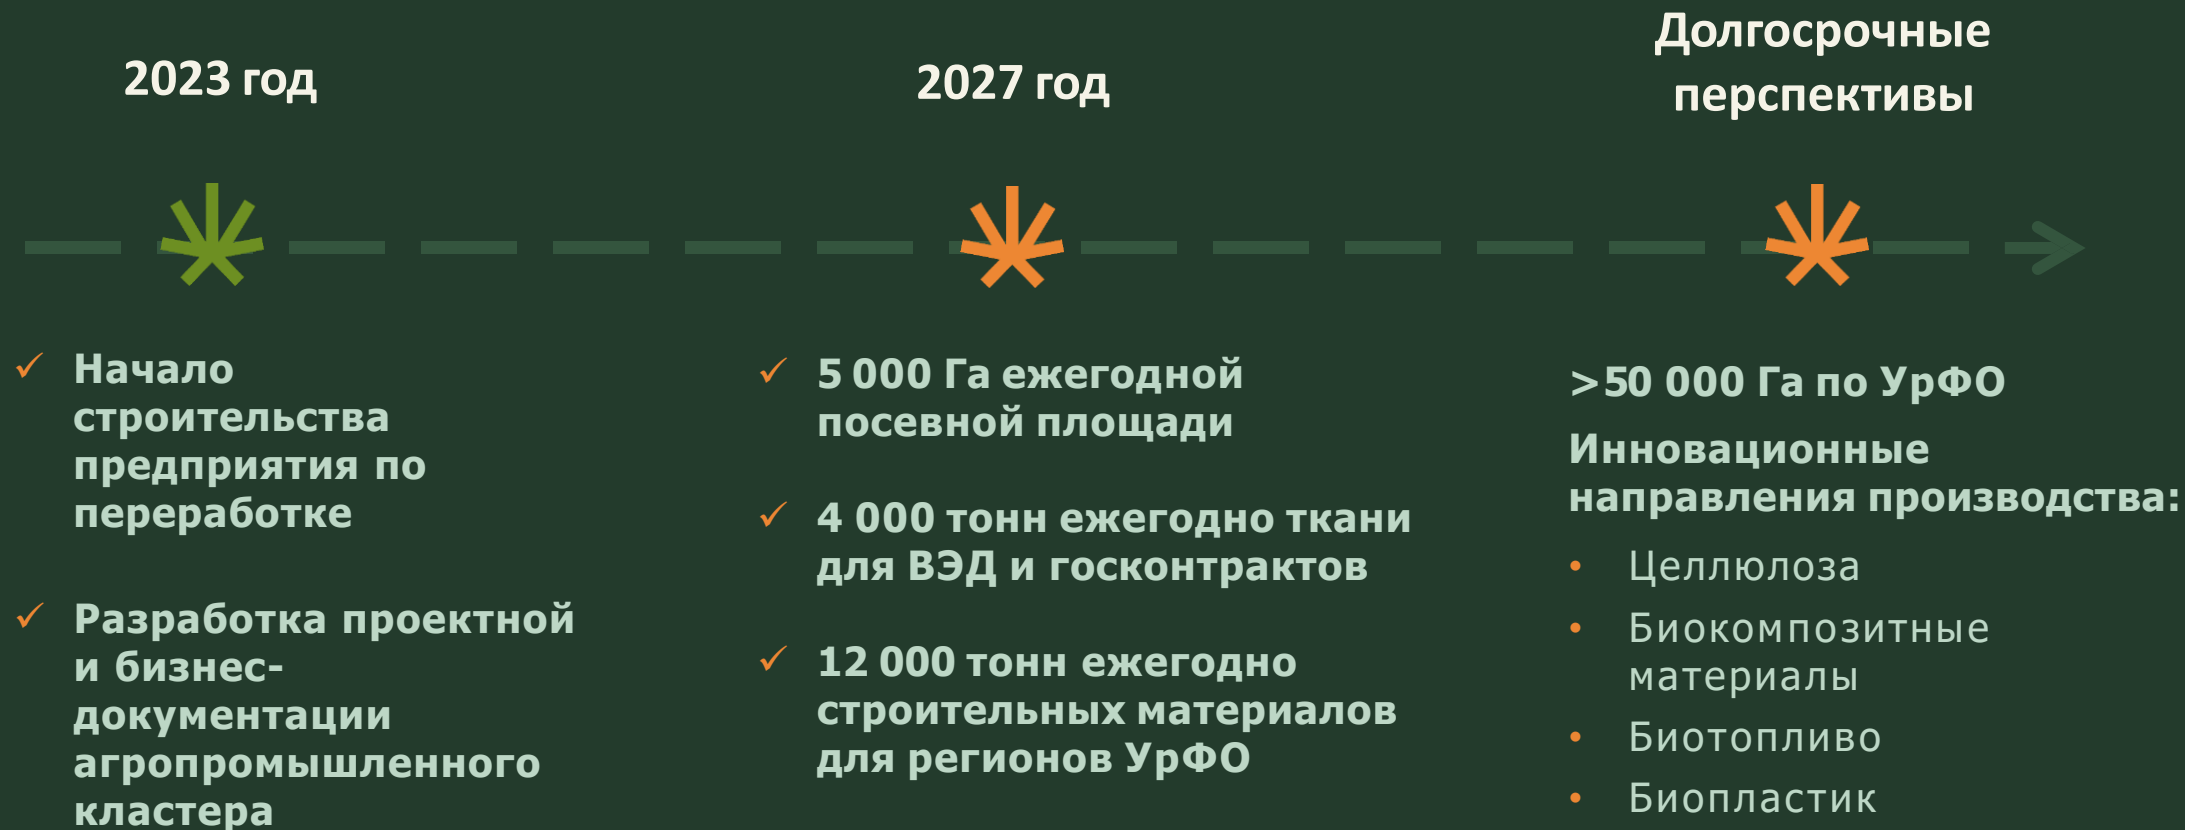 2023 год
Начало
строительства
предприятия по
переработке
Разработка проектной
и бизнес-
документации
агропромышленного
кластера
2027 год
5 000 Га ежегодной
посевной площади
4 000 тонн ежегодно ткани
для ВЭД и госконтрактов
12 000 тонн ежегодно
строительных материалов
для регионов УрФО
Долгосрочные
перспективы
>50 000 Га по УрФО
Инновационные
направления производства:
• Целлюлоза
• Биокомпозитные
материалы
• Биотопливо
• Биопластик